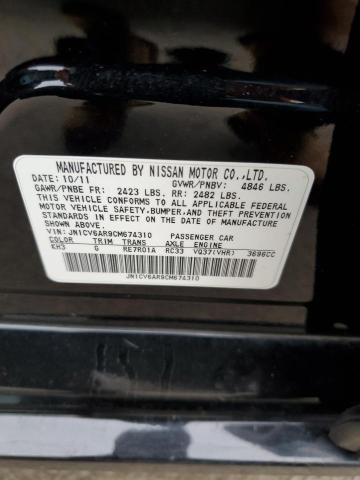 MANUFACTURED BY NISSAN MOTOR CO.,LTD.
DATE: 10/11 GVWR/PNBV: 4846 LBS.
GAWR/PNBE FR: 2423 LBS. RR: 2482 LBS.
THIS VEHICLE CONFORMS TO ALL APPLICABLE FEDERAL
MOTOR VEHICLE SAFETY, BUMPER, AND THEFT PREVENTION
STANDARDS IN EFFECT ON THE DATE OF MANUFACTURE
SHOWN ABOVE.
VIN: JN1CV6AR9CM674310 PASSENGER CAR
COLOR TRIM TRANS AXLE ENGINE
KH3 G RE7R01A RC33 VQ37(VHR) 3696CC
JN1CV6AR9CM674310